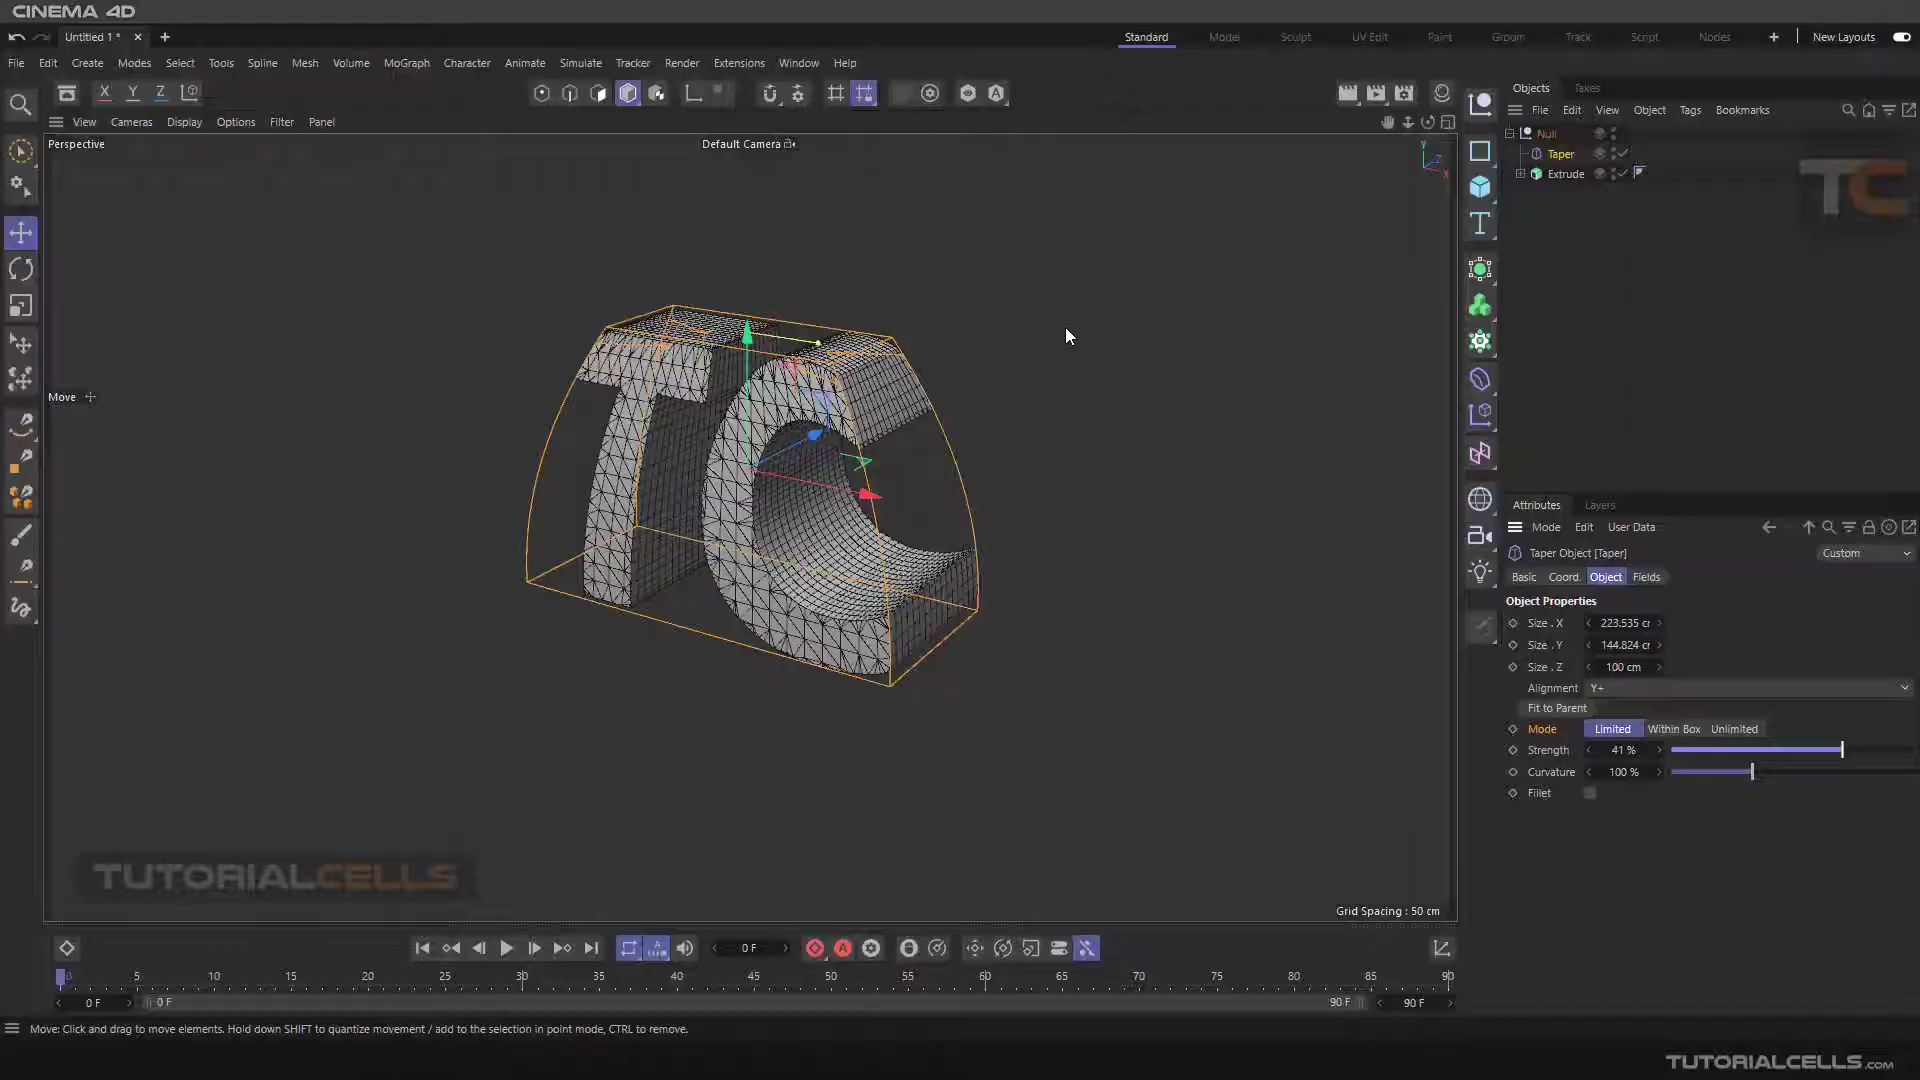 CINEMA 4D
Untitled 1 *
Standard Model Sculpt UV Edit Paint Groom Track Script Nodes New Layouts
File Edit Create Modes Select Tools Spline Mesh Volume MoGraph Character Animate Simulate Tracker Render Extensions Window Help
Objects Takes
X Y Z
File Edit View Object Tags Bookmarks
View Cameras Display Options Filter Panel
Null
Perspective
Default Camera
Taper
Extrude
TC
Move
Attributes Layers
Mode Edit User Data
Taper Object [Taper]
Custom
Basic Coord. Object Fields
Object Properties
Size . X 223.535 cr
Size . Y 144.824 cr
Size . Z 100 cm
Alignment Y+
Fit to Parent
Mode Limited Within Box Unlimited
Strength 41 %
Curvature 100 %
Fillet
TUTORIALCELLS
Grid Spacing : 50 cm
0 F
0 5 10 15 20 25 30 35 40 45 50 55 60 65 70 75 80 85 90
0 F 0 F 90 F 90 F
Move: Click and drag to move elements. Hold down SHIFT to quantize movement / add to the selection in point mode, CTRL to remove.
TUTORIALCELLS.com